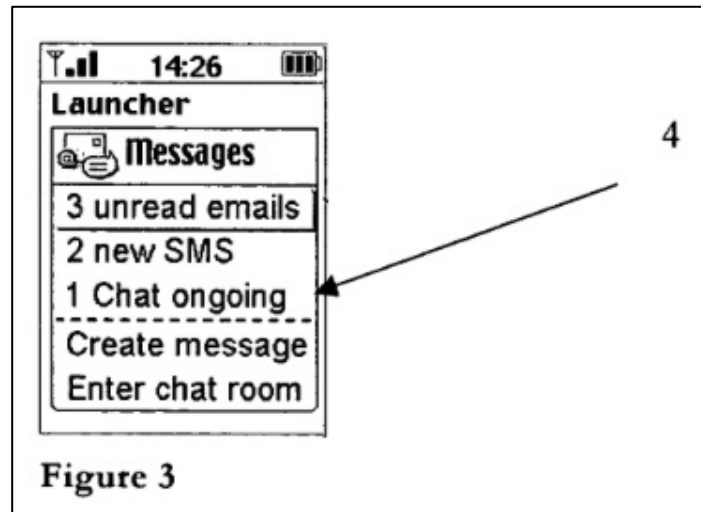 14:26
Launcher
Messages
3 unread emails
2 new SMS
1 Chat ongoing
Create message
Enter chat room
4
Figure 3